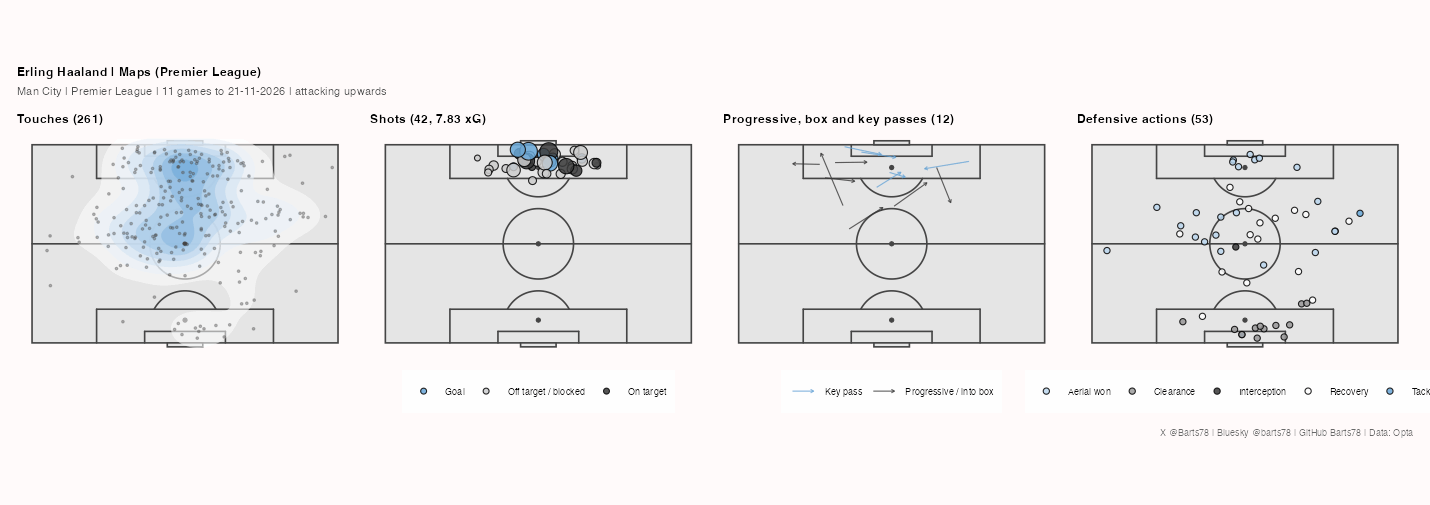 Erling Haaland | Maps (Premier League)
Man City | Premier League | 11 games to 21-11-2026 | attacking upwards
Touches (261)
Shots (42, 7.83 xG)
Progressive, box and key passes (12)
Defensive actions (53)
Goal
Off target / blocked
On target
Key pass
Progressive / into box
Aerial won
Clearance
Interception
Recovery
Tack
X @Barts78 | Bluesky @barts78 | GitHub Barts78 | Data: Opta